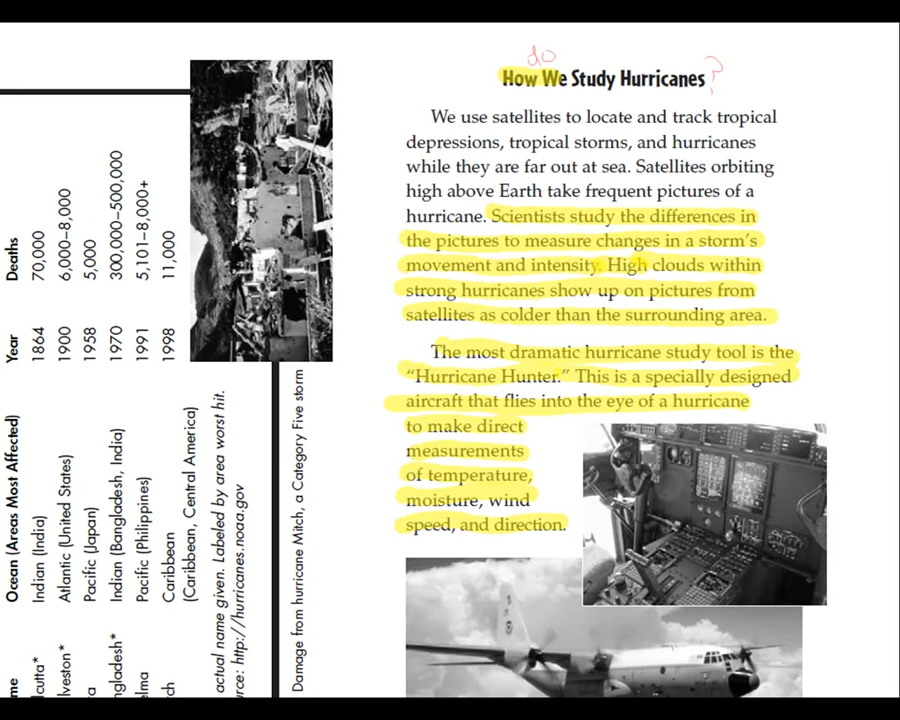 me Ocean (Areas Most Affected) Year Deaths
lcutta* Indian (India) 1864 70,000
lveston* Atlantic (United States) 1900 6,000–8,000
a Pacific (Japan) 1958 5,000
ngladesh* Indian (Bangladesh, India) 1970 300,000–500,000
elma Pacific (Philippines) 1991 5,101–8,000+
ch Caribbean 1998 11,000
(Caribbean, Central America)
actual name given. Labeled by area worst hit.
rce: http://hurricanes.noaa.gov
Damage from hurricane Mitch, a Category Five storm
do
How We Study Hurricanes ?
We use satellites to locate and track tropical
depressions, tropical storms, and hurricanes
while they are far out at sea. Satellites orbiting
high above Earth take frequent pictures of a
hurricane. Scientists study the differences in
the pictures to measure changes in a storm's
movement and intensity. High clouds within
strong hurricanes show up on pictures from
satellites as colder than the surrounding area.
The most dramatic hurricane study tool is the
“Hurricane Hunter.” This is a specially designed
aircraft that flies into the eye of a hurricane
to make direct
measurements
of temperature,
moisture, wind
speed, and direction.